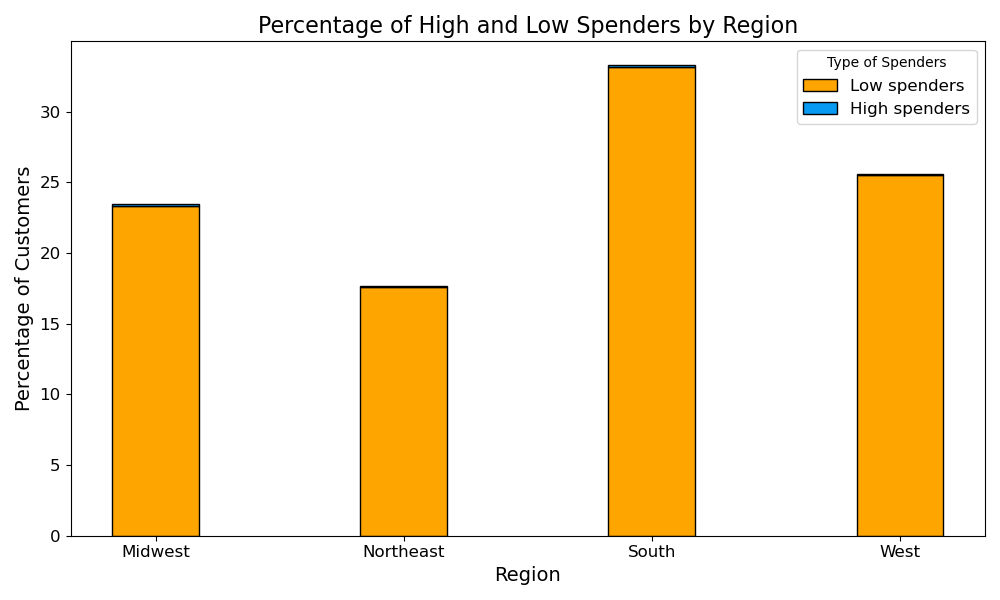 Percentage of High and Low Spenders by Region
Type of Spenders
Low spenders
High spenders
Percentage of Customers
30
25
20
15
10
5
0
Midwest
Northeast
South
West
Region